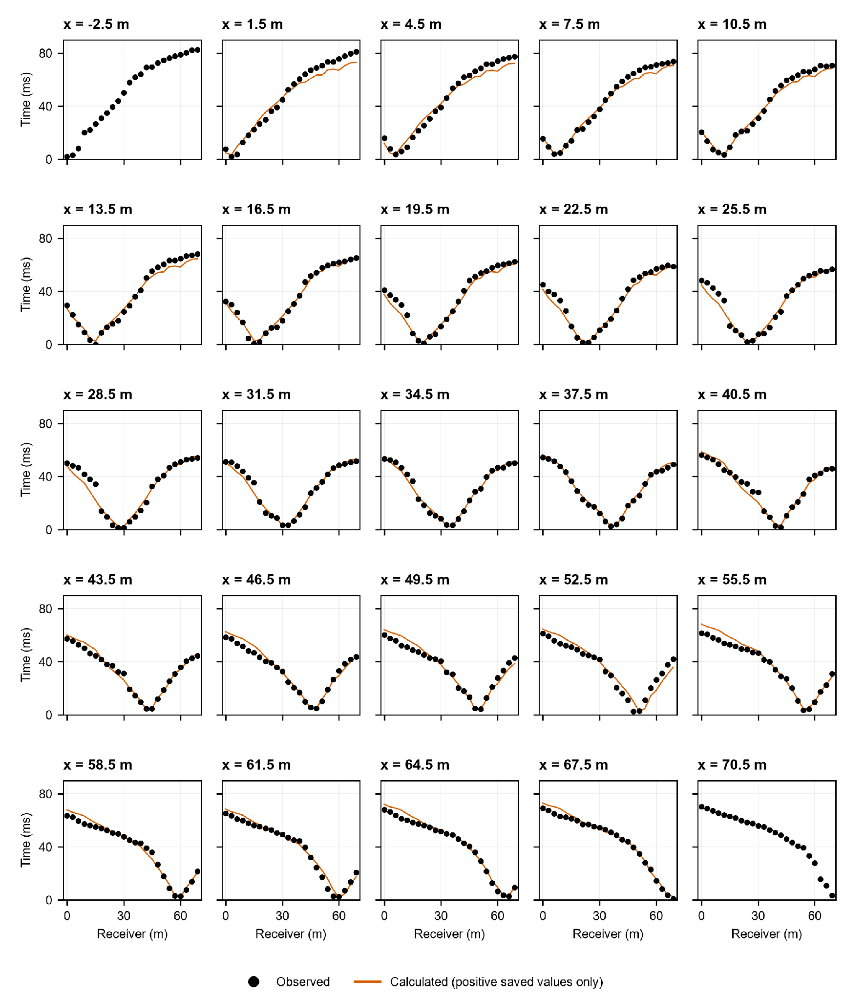 x = -2.5 m x = 1.5 m x = 4.5 m x = 7.5 m x = 10.5 m
80
40
0
Time (ms)
x = 13.5 m x = 16.5 m x = 19.5 m x = 22.5 m x = 25.5 m
80
40
0
Time (ms)
x = 28.5 m x = 31.5 m x = 34.5 m x = 37.5 m x = 40.5 m
80
40
0
Time (ms)
x = 43.5 m x = 46.5 m x = 49.5 m x = 52.5 m x = 55.5 m
80
40
0
Time (ms)
x = 58.5 m x = 61.5 m x = 64.5 m x = 67.5 m x = 70.5 m
80
40
0
Time (ms)
0 30 60 0 30 60 0 30 60 0 30 60 0 30 60
Receiver (m) Receiver (m) Receiver (m) Receiver (m) Receiver (m)
Observed Calculated (positive saved values only)